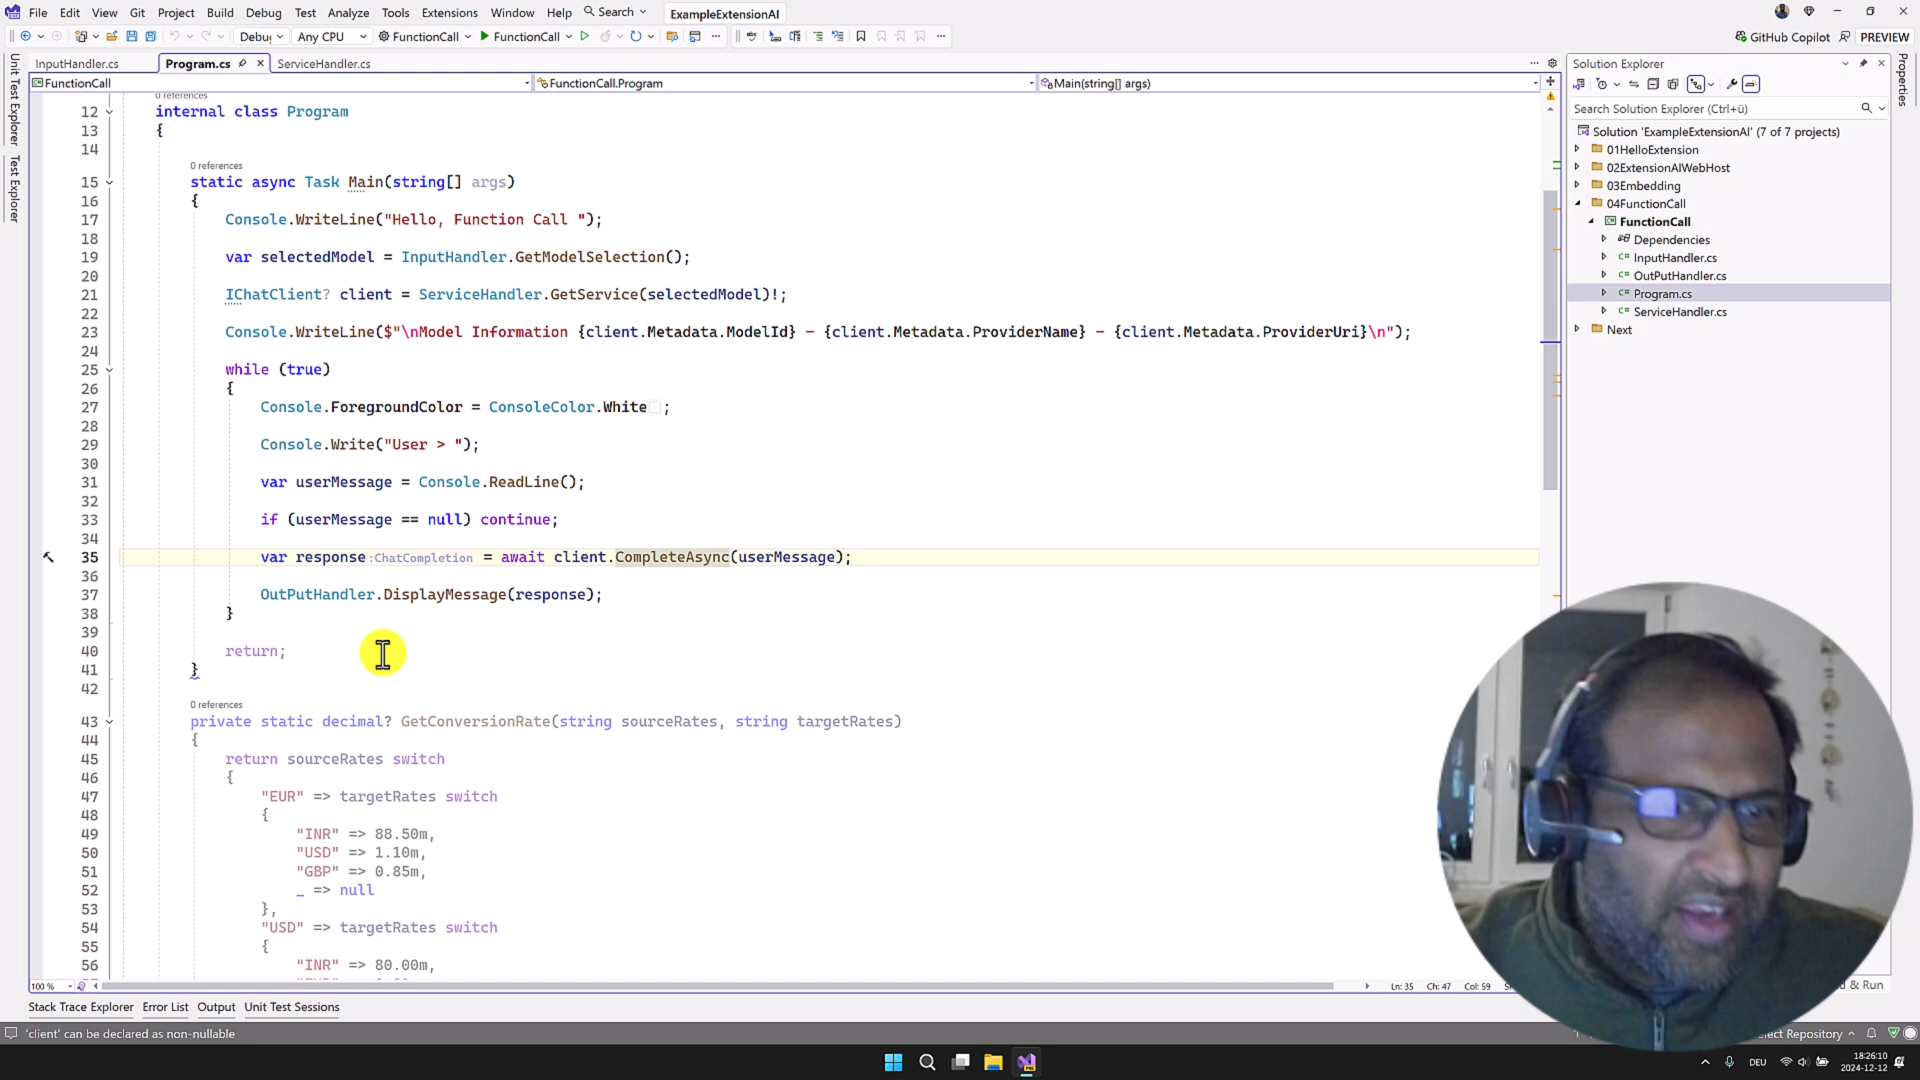 File Edit View Git Project Build Debug Test Analyze Tools Extensions Window Help Search ExampleExtensionAI
Debug Any CPU FunctionCall FunctionCall GitHub Copilot PREVIEW
InputHandler.cs Program.cs ServiceHandler.cs
FunctionCall FunctionCall.Program Main(string[] args)
Unit Test Explorer
Test Explorer
0 references
12 internal class Program
13 {
14
0 references
15 static async Task Main(string[] args)
16 {
17 Console.WriteLine("Hello, Function Call ");
18
19 var selectedModel = InputHandler.GetModelSelection();
20
21 IChatClient? client = ServiceHandler.GetService(selectedModel)!;
22
23 Console.WriteLine($"\nModel Information {client.Metadata.ModelId} - {client.Metadata.ProviderName} - {client.Metadata.ProviderUri}\n");
24
25 while (true)
26 {
27 Console.ForegroundColor = ConsoleColor.White ;
28
29 Console.Write("User > ");
30
31 var userMessage = Console.ReadLine();
32
33 if (userMessage == null) continue;
34
35 var response:ChatCompletion = await client.CompleteAsync(userMessage);
36
37 OutPutHandler.DisplayMessage(response);
38 }
39
40 return;
41 }
42
0 references
43 private static decimal? GetConversionRate(string sourceRates, string targetRates)
44 {
45 return sourceRates switch
46 {
47 "EUR" => targetRates switch
48 {
49 "INR" => 88.50m,
50 "USD" => 1.10m,
51 "GBP" => 0.85m,
52 _ => null
53 },
54 "USD" => targetRates switch
55 {
56 "INR" => 80.00m,
100 % Ln: 35 Ch: 47 Col: 59
Solution Explorer
Search Solution Explorer (Ctrl+ü)
Solution 'ExampleExtensionAI' (7 of 7 projects)
01HelloExtension
02ExtensionAIWebHost
03Embedding
04FunctionCall
FunctionCall
Dependencies
InputHandler.cs
OutPutHandler.cs
Program.cs
ServiceHandler.cs
Next
Properties
& Run
Stack Trace Explorer Error List Output Unit Test Sessions
'client' can be declared as non-nullable Repository
DEU 18:26:10
2024-12-12